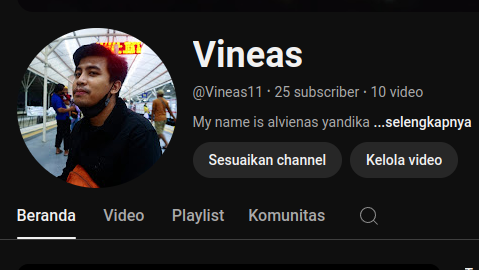 Vineas
@Vineas11 · 25 subscriber · 10 video
My name is alvienas yandika ...selengkapnya
Sesuaikan channel Kelola video
Beranda Video Playlist Komunitas